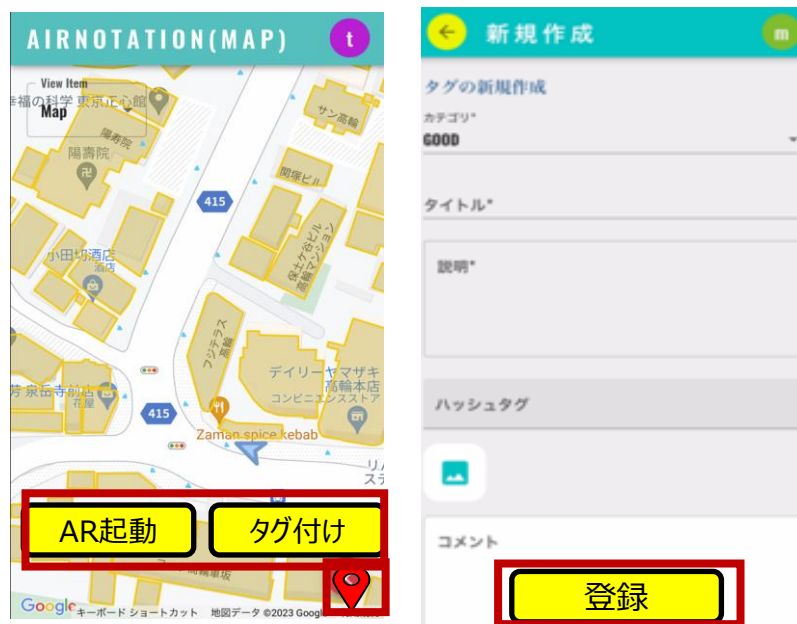 AIRNOTATION(MAP)
t
View Item
Map
幸福の科学 東京正心館
サン高輪
陽壽院
陽壽院
関塚ビル
415
保土ケ谷ビル
高輪マンション
小田切酒店
酒店
フジテラス
高輪
デイリーヤマザキ
高輪本店
コンビニエンスストア
泉岳寺前店
花屋
415
Zaman spice kebab
AR起動
タグ付け
高輪車坂
Google
キーボード ショートカット
地図データ ©2023 Google
新規作成
m
タグの新規作成
カテゴリ*
GOOD
タイトル*
説明*
ハッシュタグ
コメント
登録